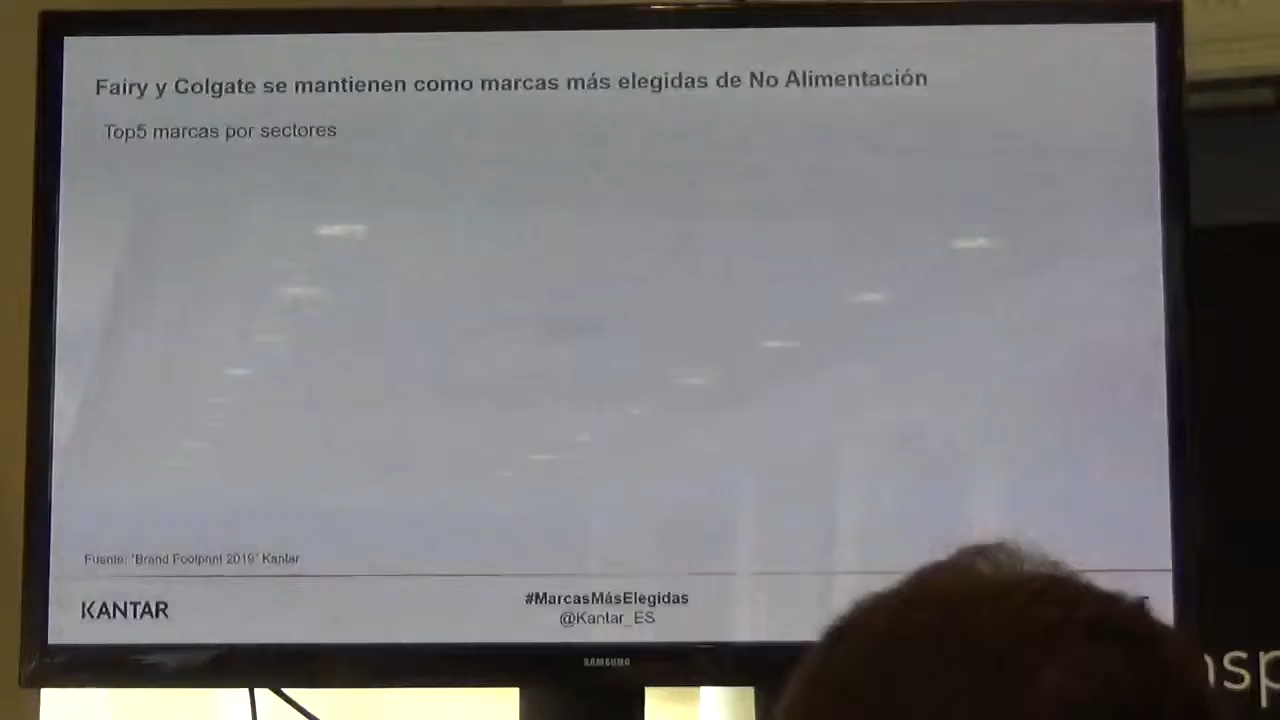 Fairy y Colgate se mantienen como marcas más elegidas de No Alimentación
Top5 marcas por sectores
Fuente: "Brand Footprint 2019" Kantar
KANTAR
#MarcasMásElegidas
@Kantar_ES
SAMSUNG